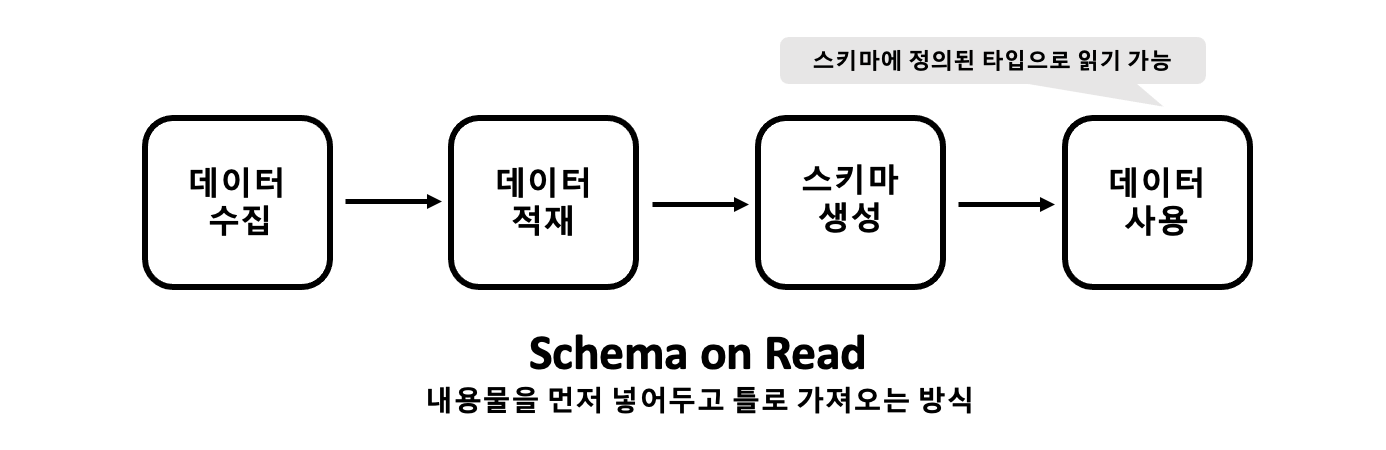 스키마에 정의된 타입으로 읽기 가능
데이터
수집
데이터
적재
스키마
생성
데이터
사용
Schema on Read
내용물을 먼저 넣어두고 틀로 가져오는 방식